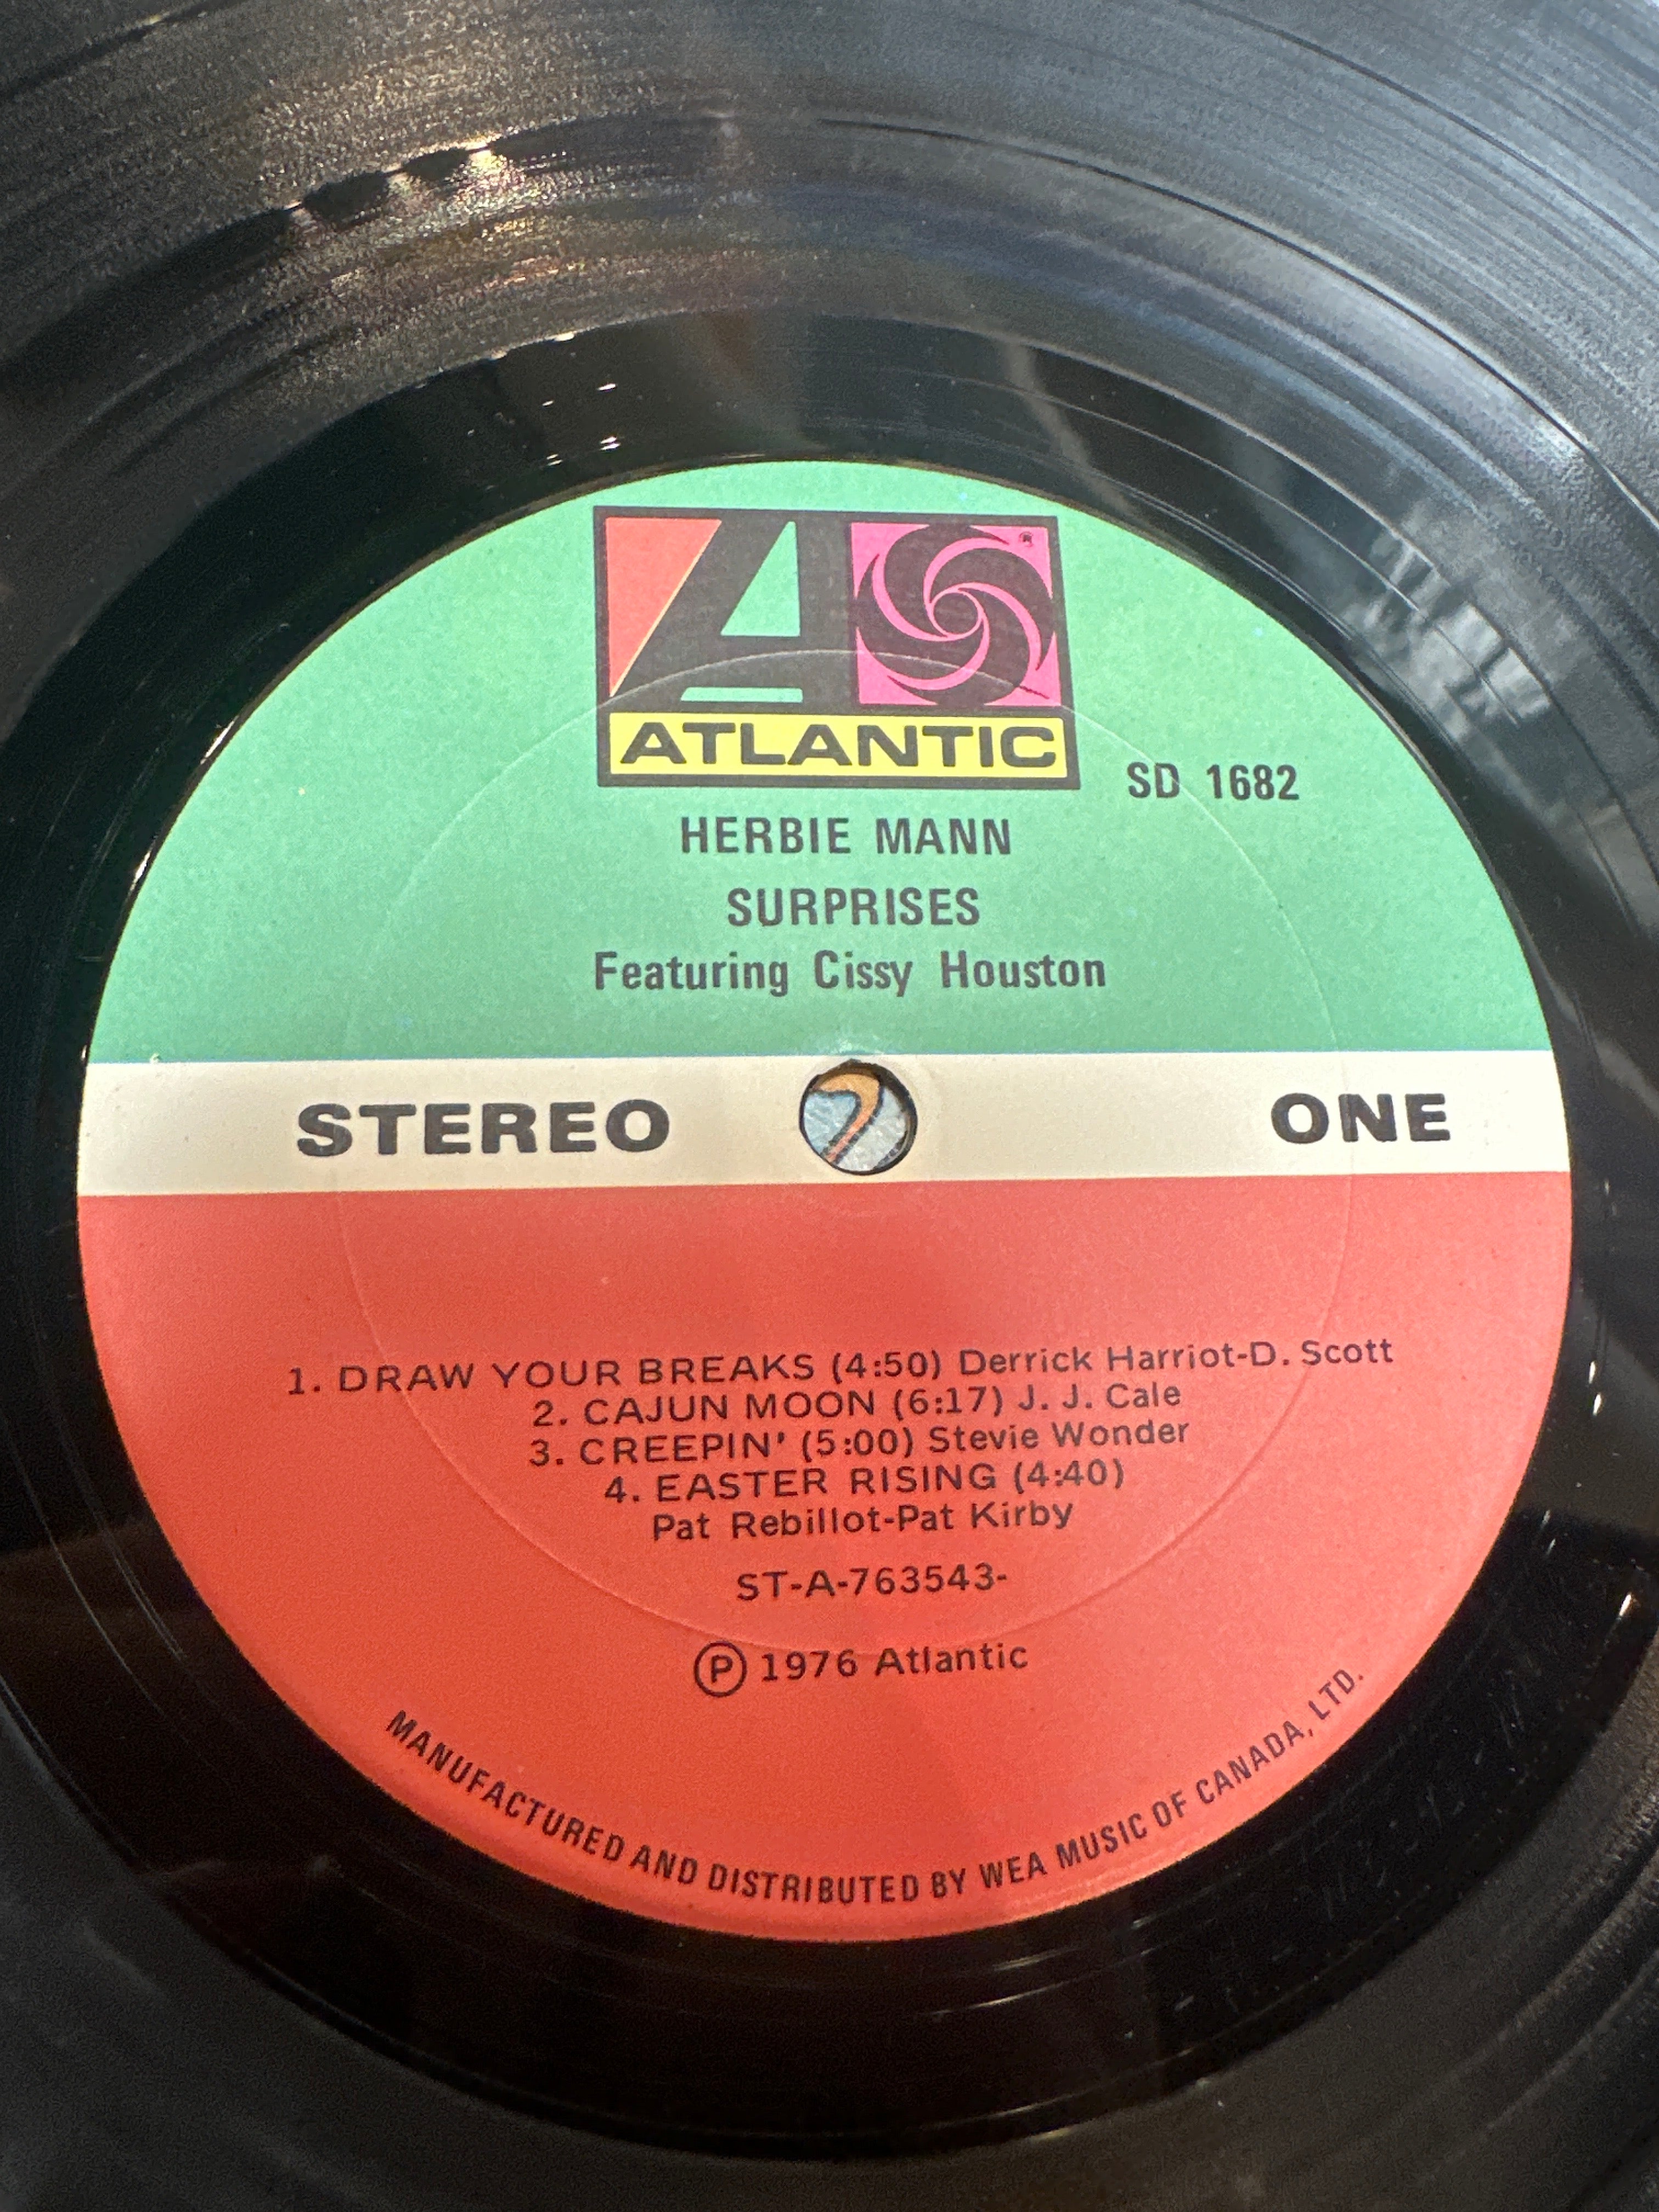 ®
ATLANTIC
SD 1682
HERBIE MANN
SURPRISES
Featuring Cissy Houston
STEREO
ONE
1. DRAW YOUR BREAKS (4:50) Derrick Harriot-D. Scott
2. CAJUN MOON (6:17) J. J. Cale
3. CREEPIN' (5:00) Stevie Wonder
4. EASTER RISING (4:40)
Pat Rebillot-Pat Kirby
ST-A-763543-
Ⓟ 1976 Atlantic
MANUFACTURED AND DISTRIBUTED BY WEA MUSIC OF CANADA, LTD.